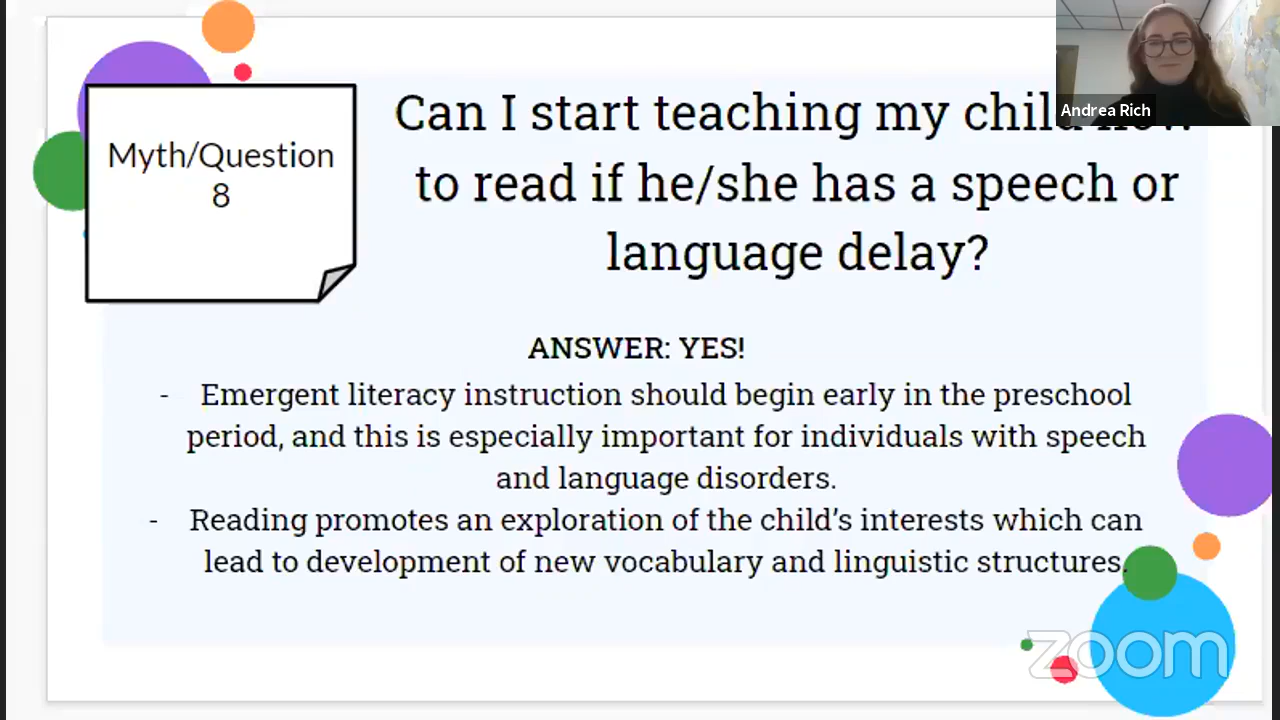 Myth/Question
8
Can I start teaching my child
to read if he/she has a speech or
language delay?
ANSWER: YES!
- Emergent literacy instruction should begin early in the preschool
period, and this is especially important for individuals with speech
and language disorders.
- Reading promotes an exploration of the child’s interests which can
lead to development of new vocabulary and linguistic structures.
Andrea Rich
zoom